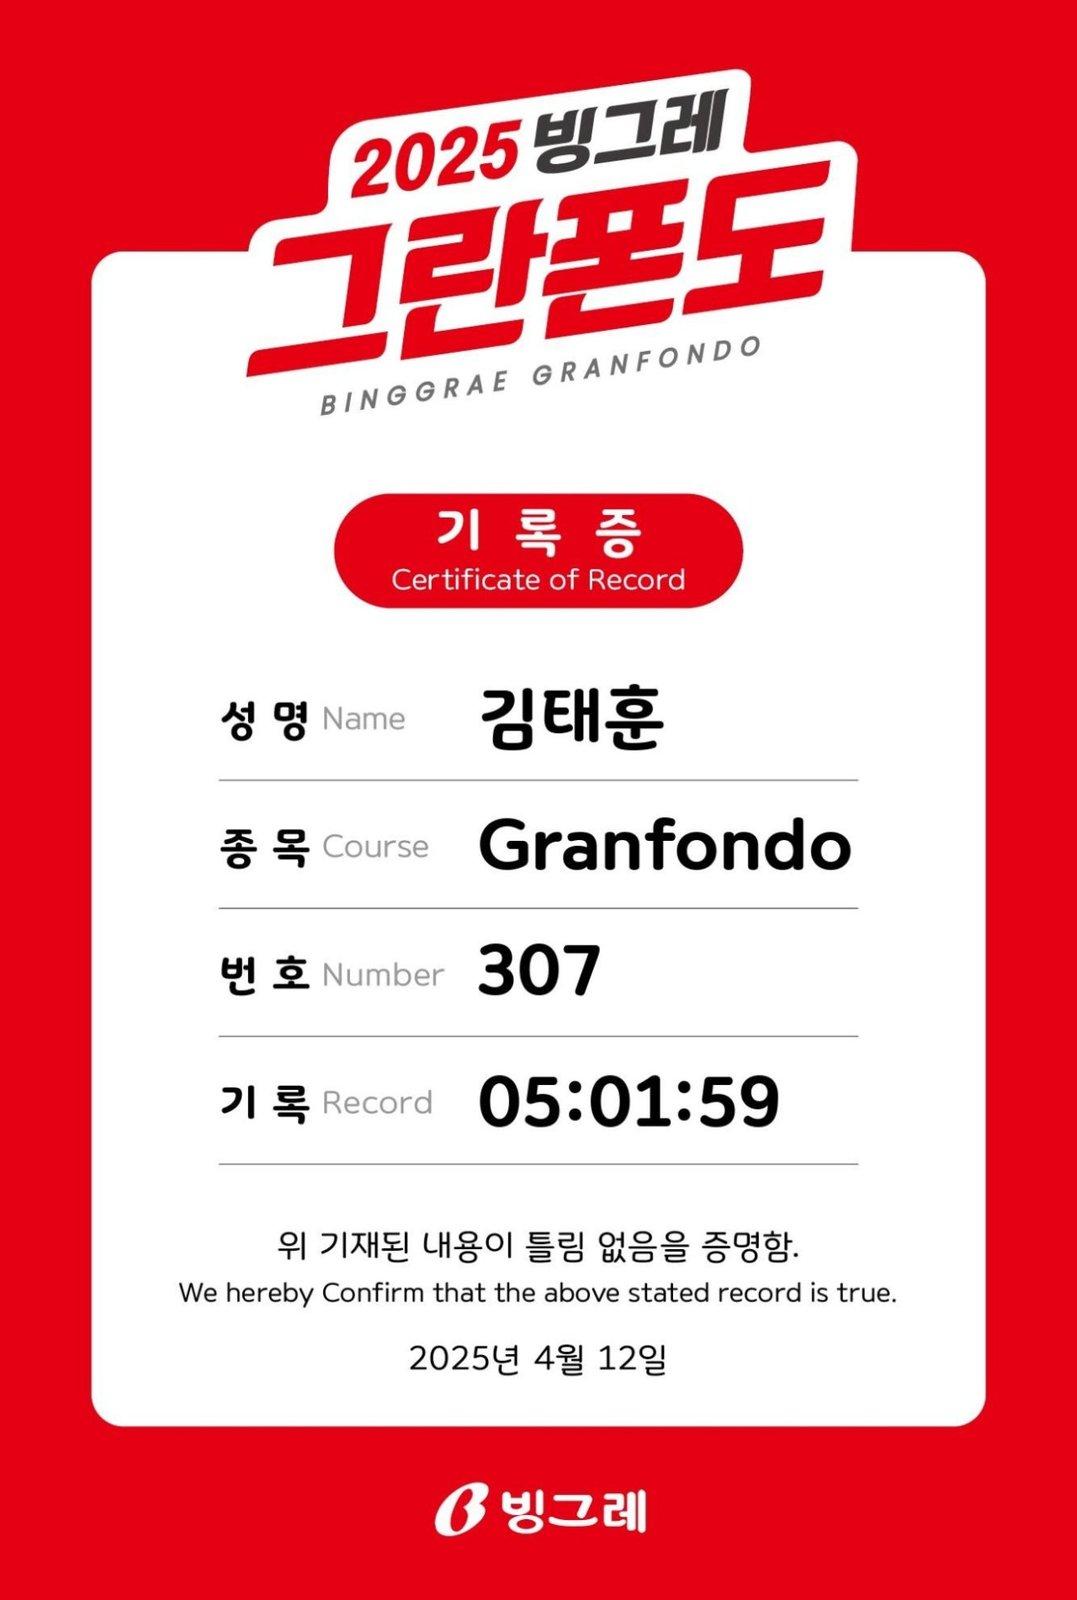 2025 빙그레
그란폰도
BINGGRAE GRANFONDO
기 록 증
Certificate of Record
성 명 Name 김태훈
종 목 Course Granfondo
번 호 Number 307
기 록 Record 05:01:59
위 기재된 내용이 틀림 없음을 증명함.
We hereby Confirm that the above stated record is true.
2025년 4월 12일
B 빙그레